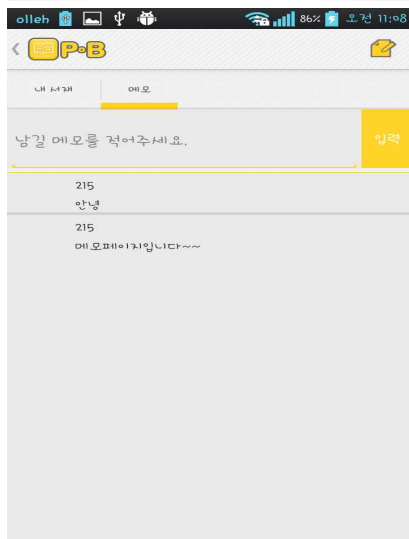 olleh 86% 오전 11:08
P●B
내 서재 메모
남길 메모를 적어주세요.
입력
215
안녕
215
메모페이지입니다~~